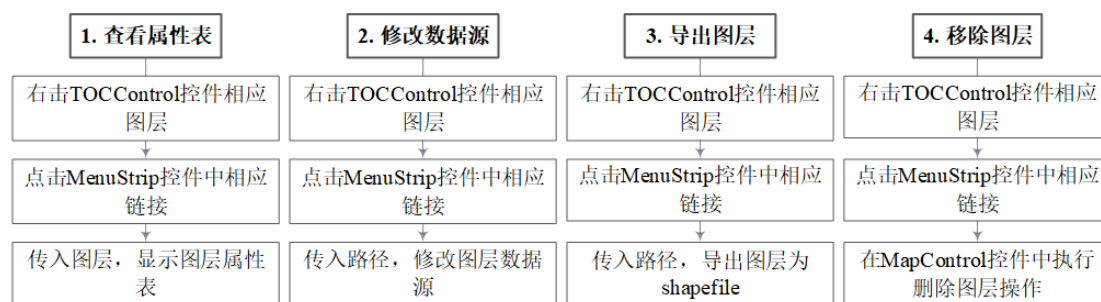 1. 查看属性表
右击TOCControl控件相应
图层
点击MenuStrip控件中相应
链接
传入图层，显示图层属性
表
2. 修改数据源
右击TOCControl控件相应
图层
点击MenuStrip控件中相应
链接
传入路径，修改图层数据
源
3. 导出图层
右击TOCControl控件相应
图层
点击MenuStrip控件中相应
链接
传入路径，导出图层为
shapefile
4. 移除图层
右击TOCControl控件相应
图层
点击MenuStrip控件中相应
链接
在MapControl控件中执行
删除图层操作